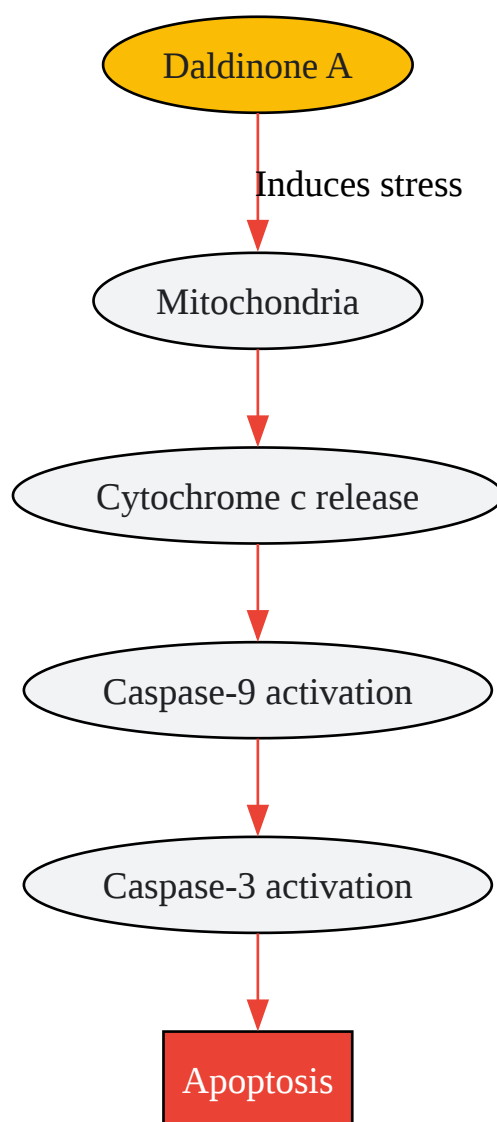 Daldinone A
Induces stress
Mitochondria
Cytochrome c release
Caspase-9 activation
Caspase-3 activation
Apoptosis